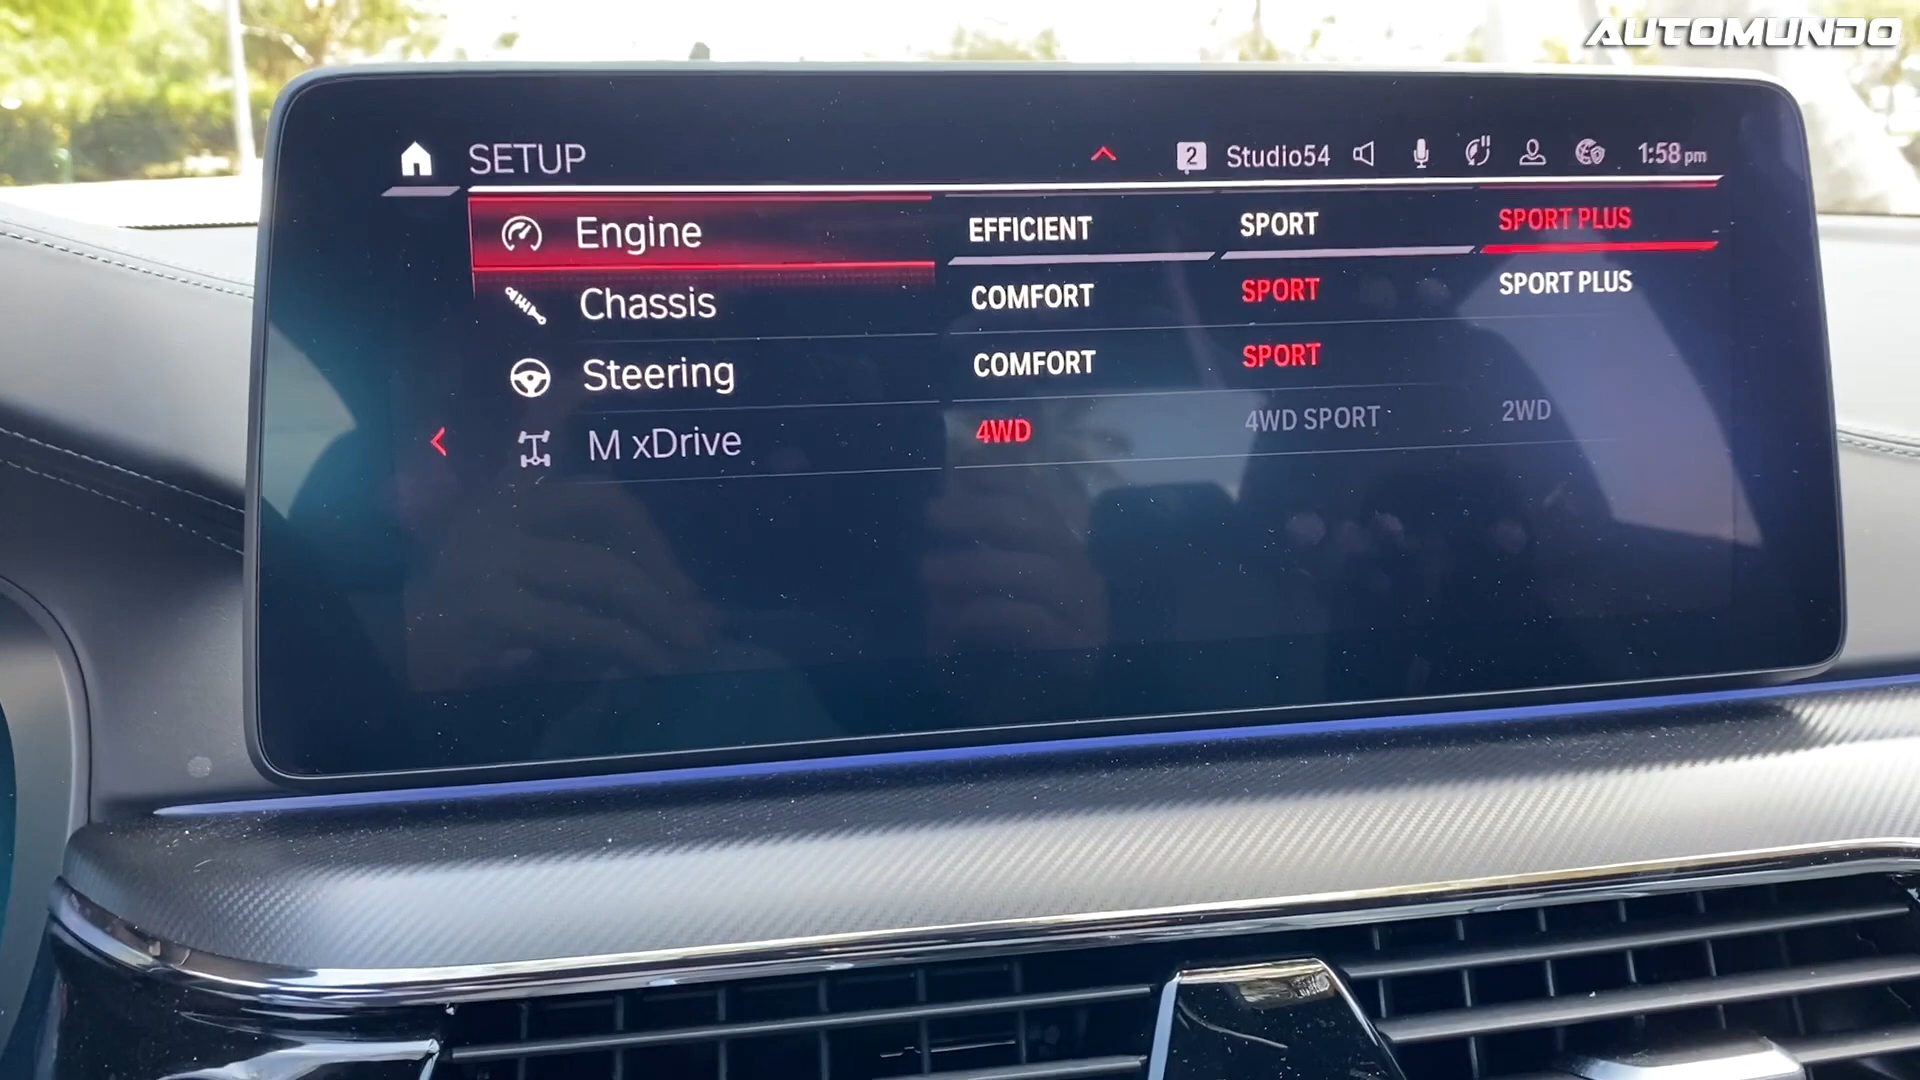 AUTOMUNDO
SETUP 2 Studio54 1:58 pm
Engine EFFICIENT SPORT SPORT PLUS
Chassis COMFORT SPORT SPORT PLUS
Steering COMFORT SPORT
M xDrive 4WD 4WD SPORT 2WD